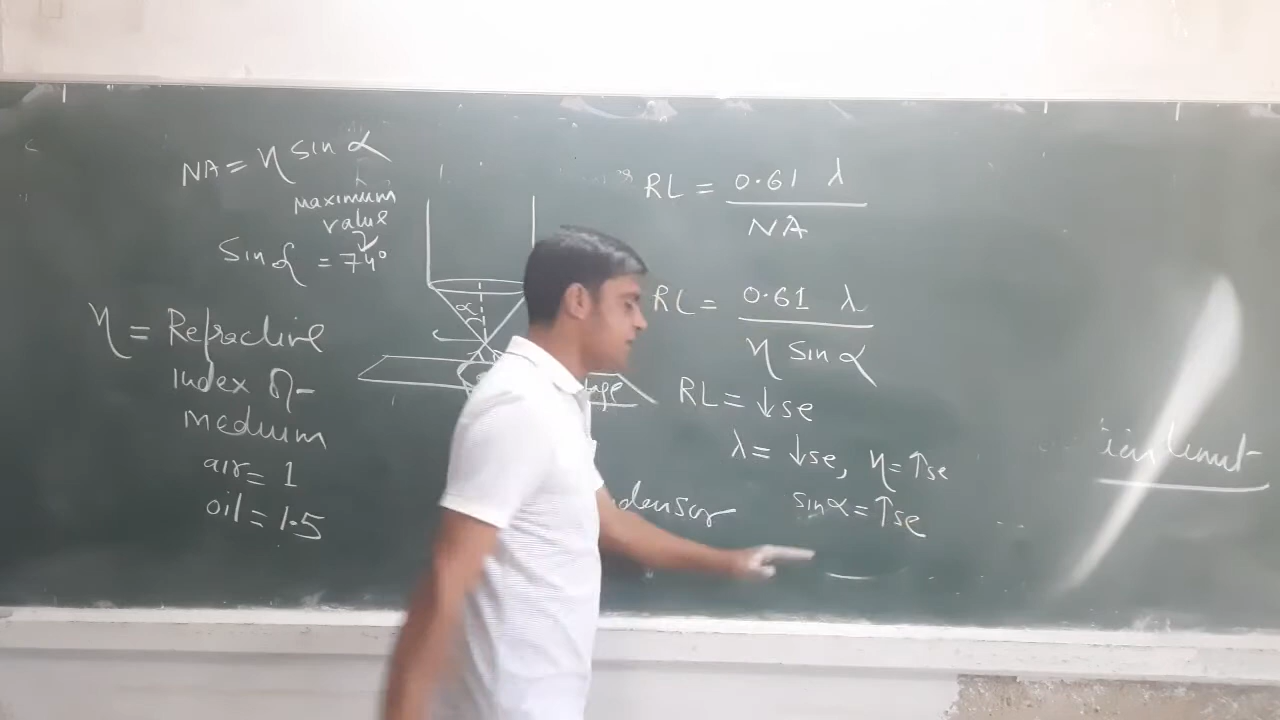 NA = η sin α
maximum
value
Sin α = 74°
η = Refractive
index of
medium
air = 1
oil = 1.5
α
RL = 0.61 λ
NA
RL = 0.61 λ
η sin α
RL = ↓se
λ = ↓se, η = ↑se
sin α = ↑se
limit